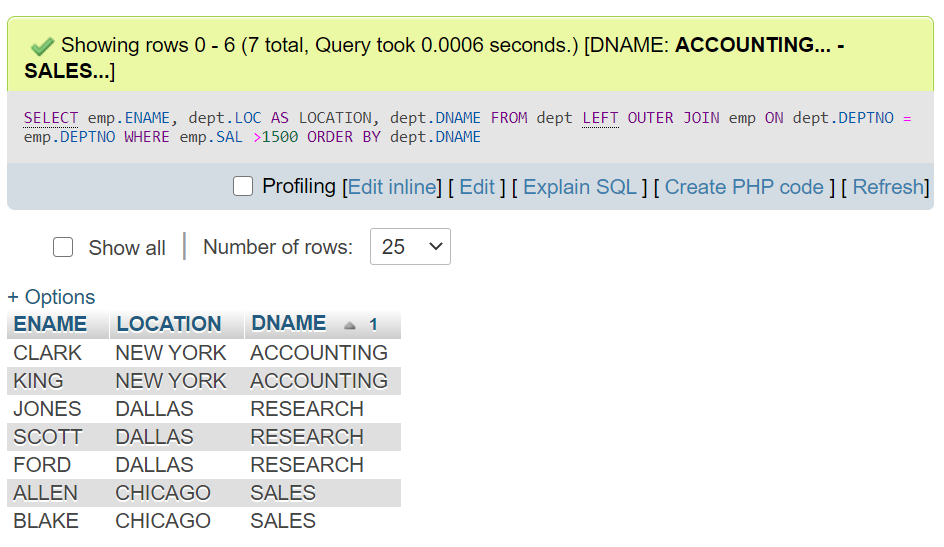 Showing rows 0 - 6 (7 total, Query took 0.0006 seconds.) [DNAME: ACCOUNTING... -
SALES...]
SELECT emp.ENAME, dept.LOC AS LOCATION, dept.DNAME FROM dept LEFT OUTER JOIN emp ON dept.DEPTNO =
emp.DEPTNO WHERE emp.SAL >1500 ORDER BY dept.DNAME
Profiling [Edit inline] [ Edit ] [ Explain SQL ] [ Create PHP code ] [ Refresh]
Show all | Number of rows: 25
+ Options
ENAME LOCATION DNAME 1
CLARK NEW YORK ACCOUNTING
KING NEW YORK ACCOUNTING
JONES DALLAS RESEARCH
SCOTT DALLAS RESEARCH
FORD DALLAS RESEARCH
ALLEN CHICAGO SALES
BLAKE CHICAGO SALES